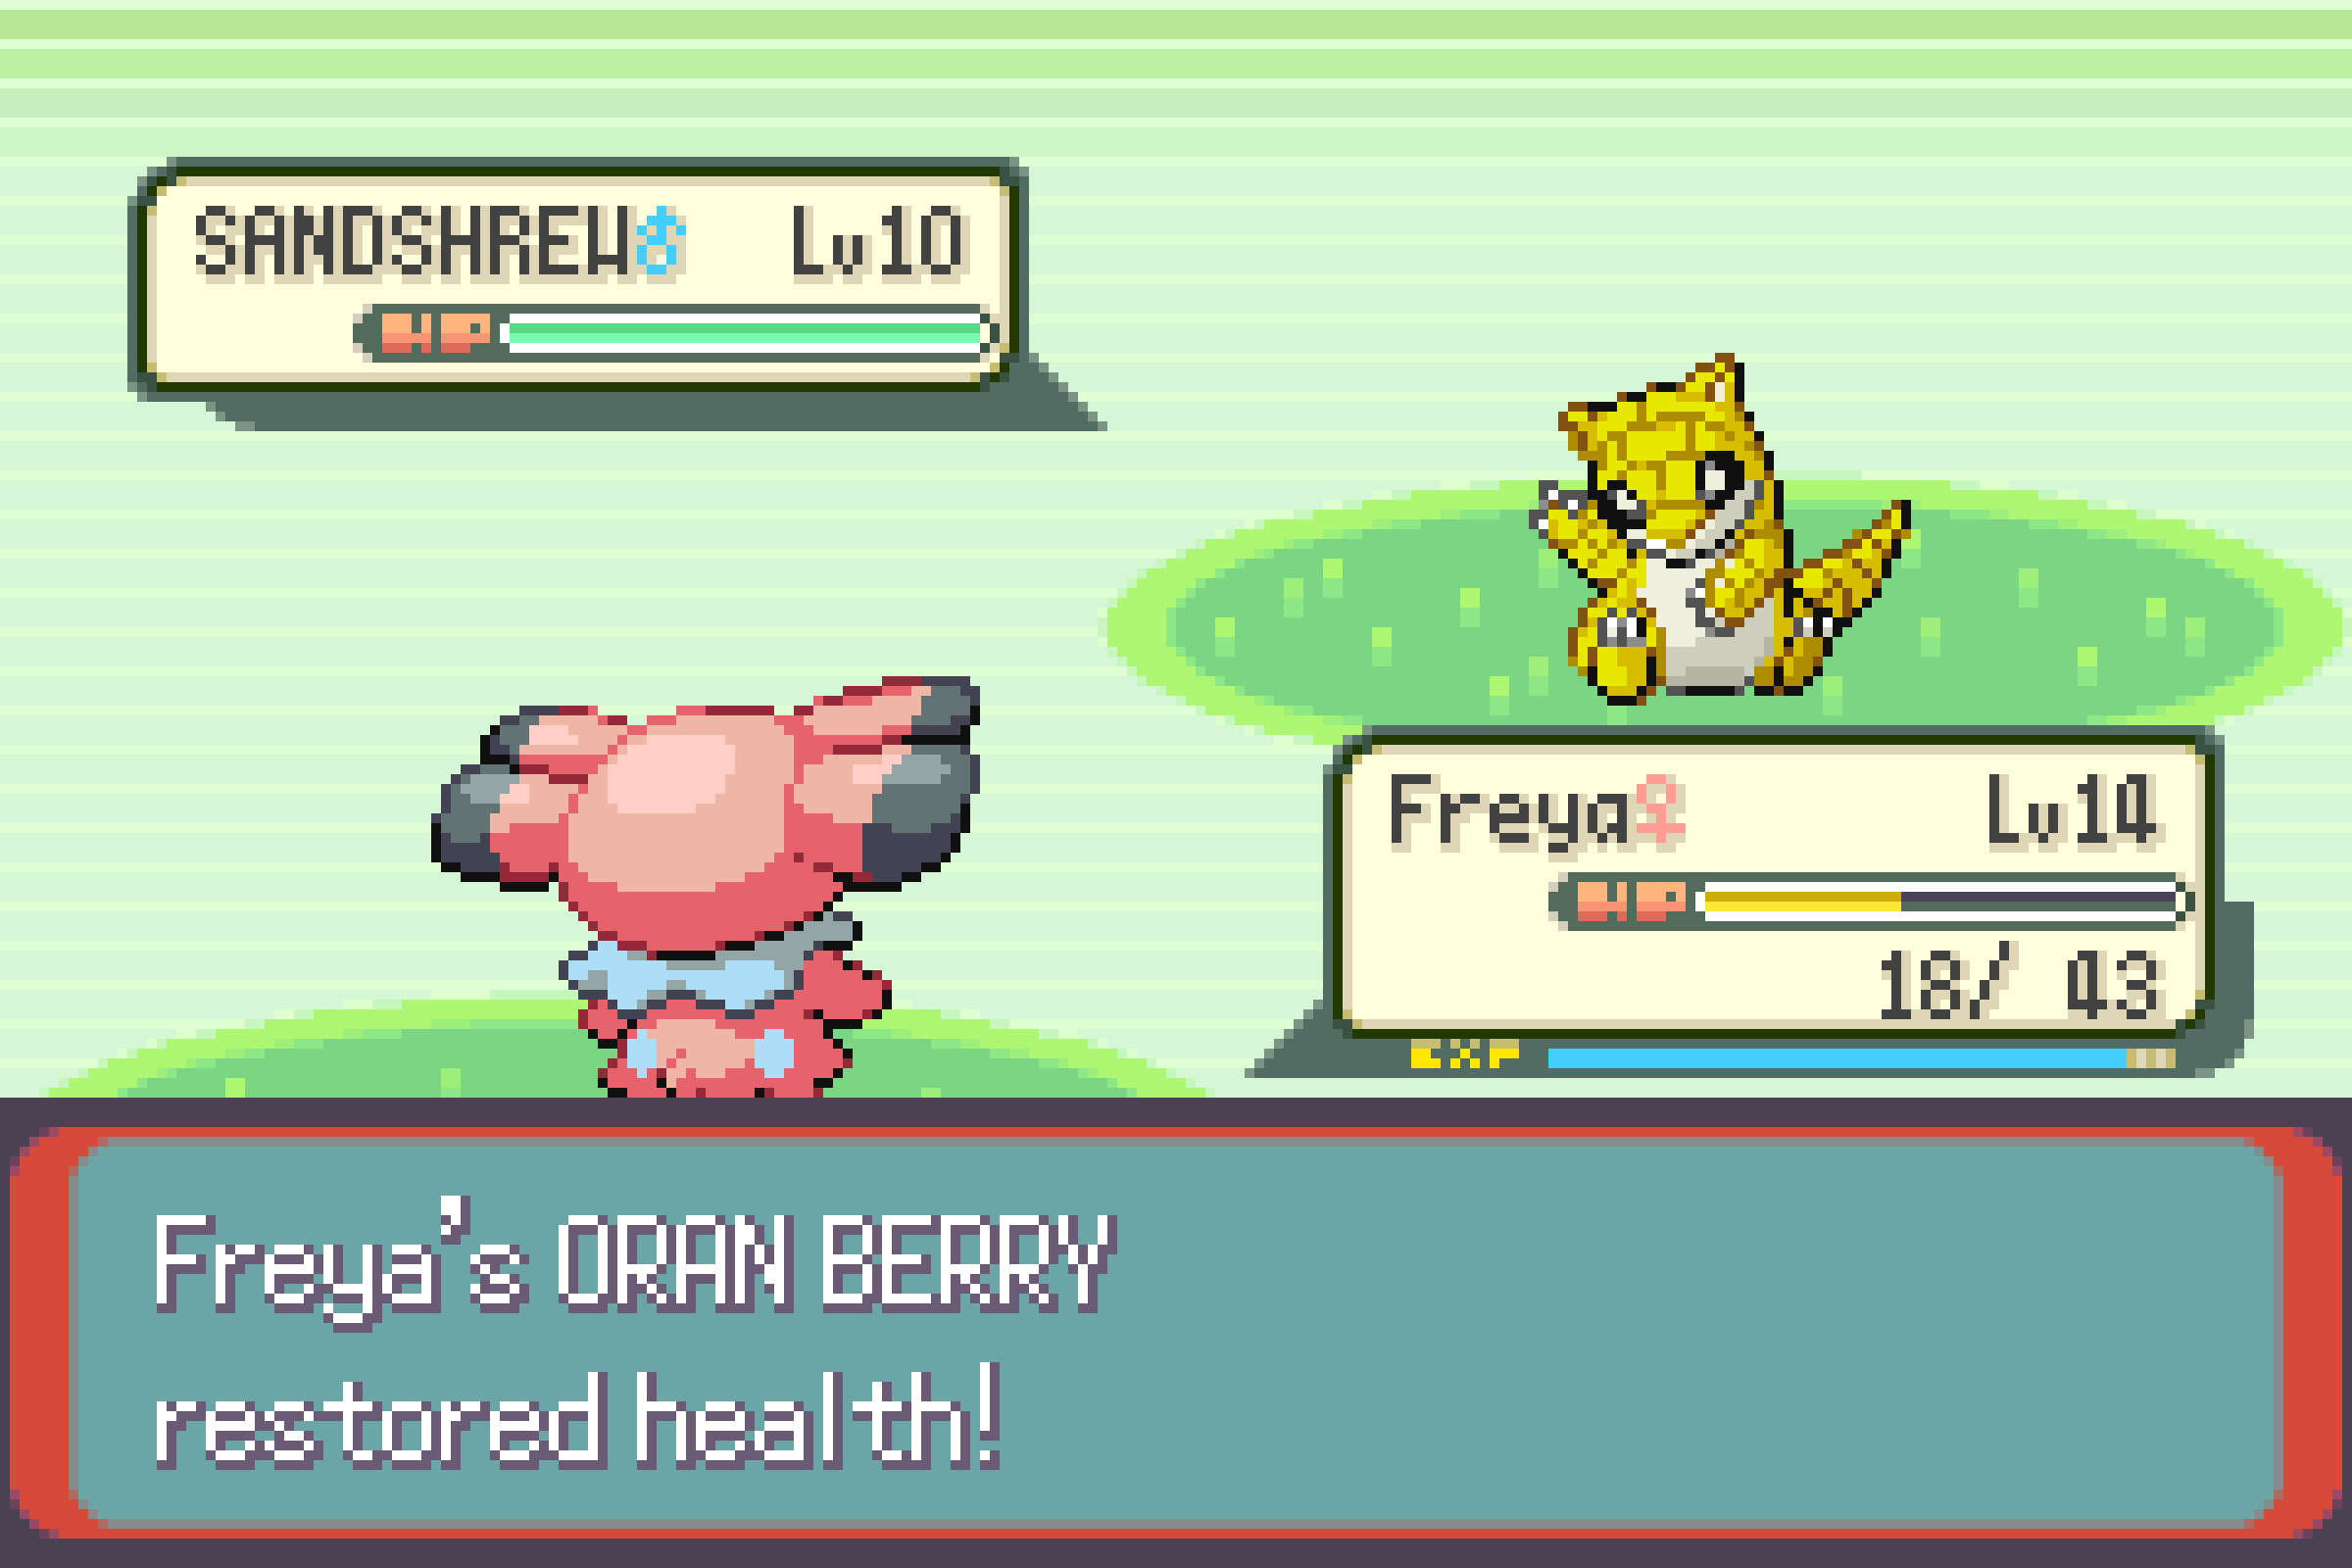 SANDSHREW♂ Lv10
HP
Freya♀ Lv14
HP
18/ 43
EXP
Freya's ORAN BERRY
restored health!